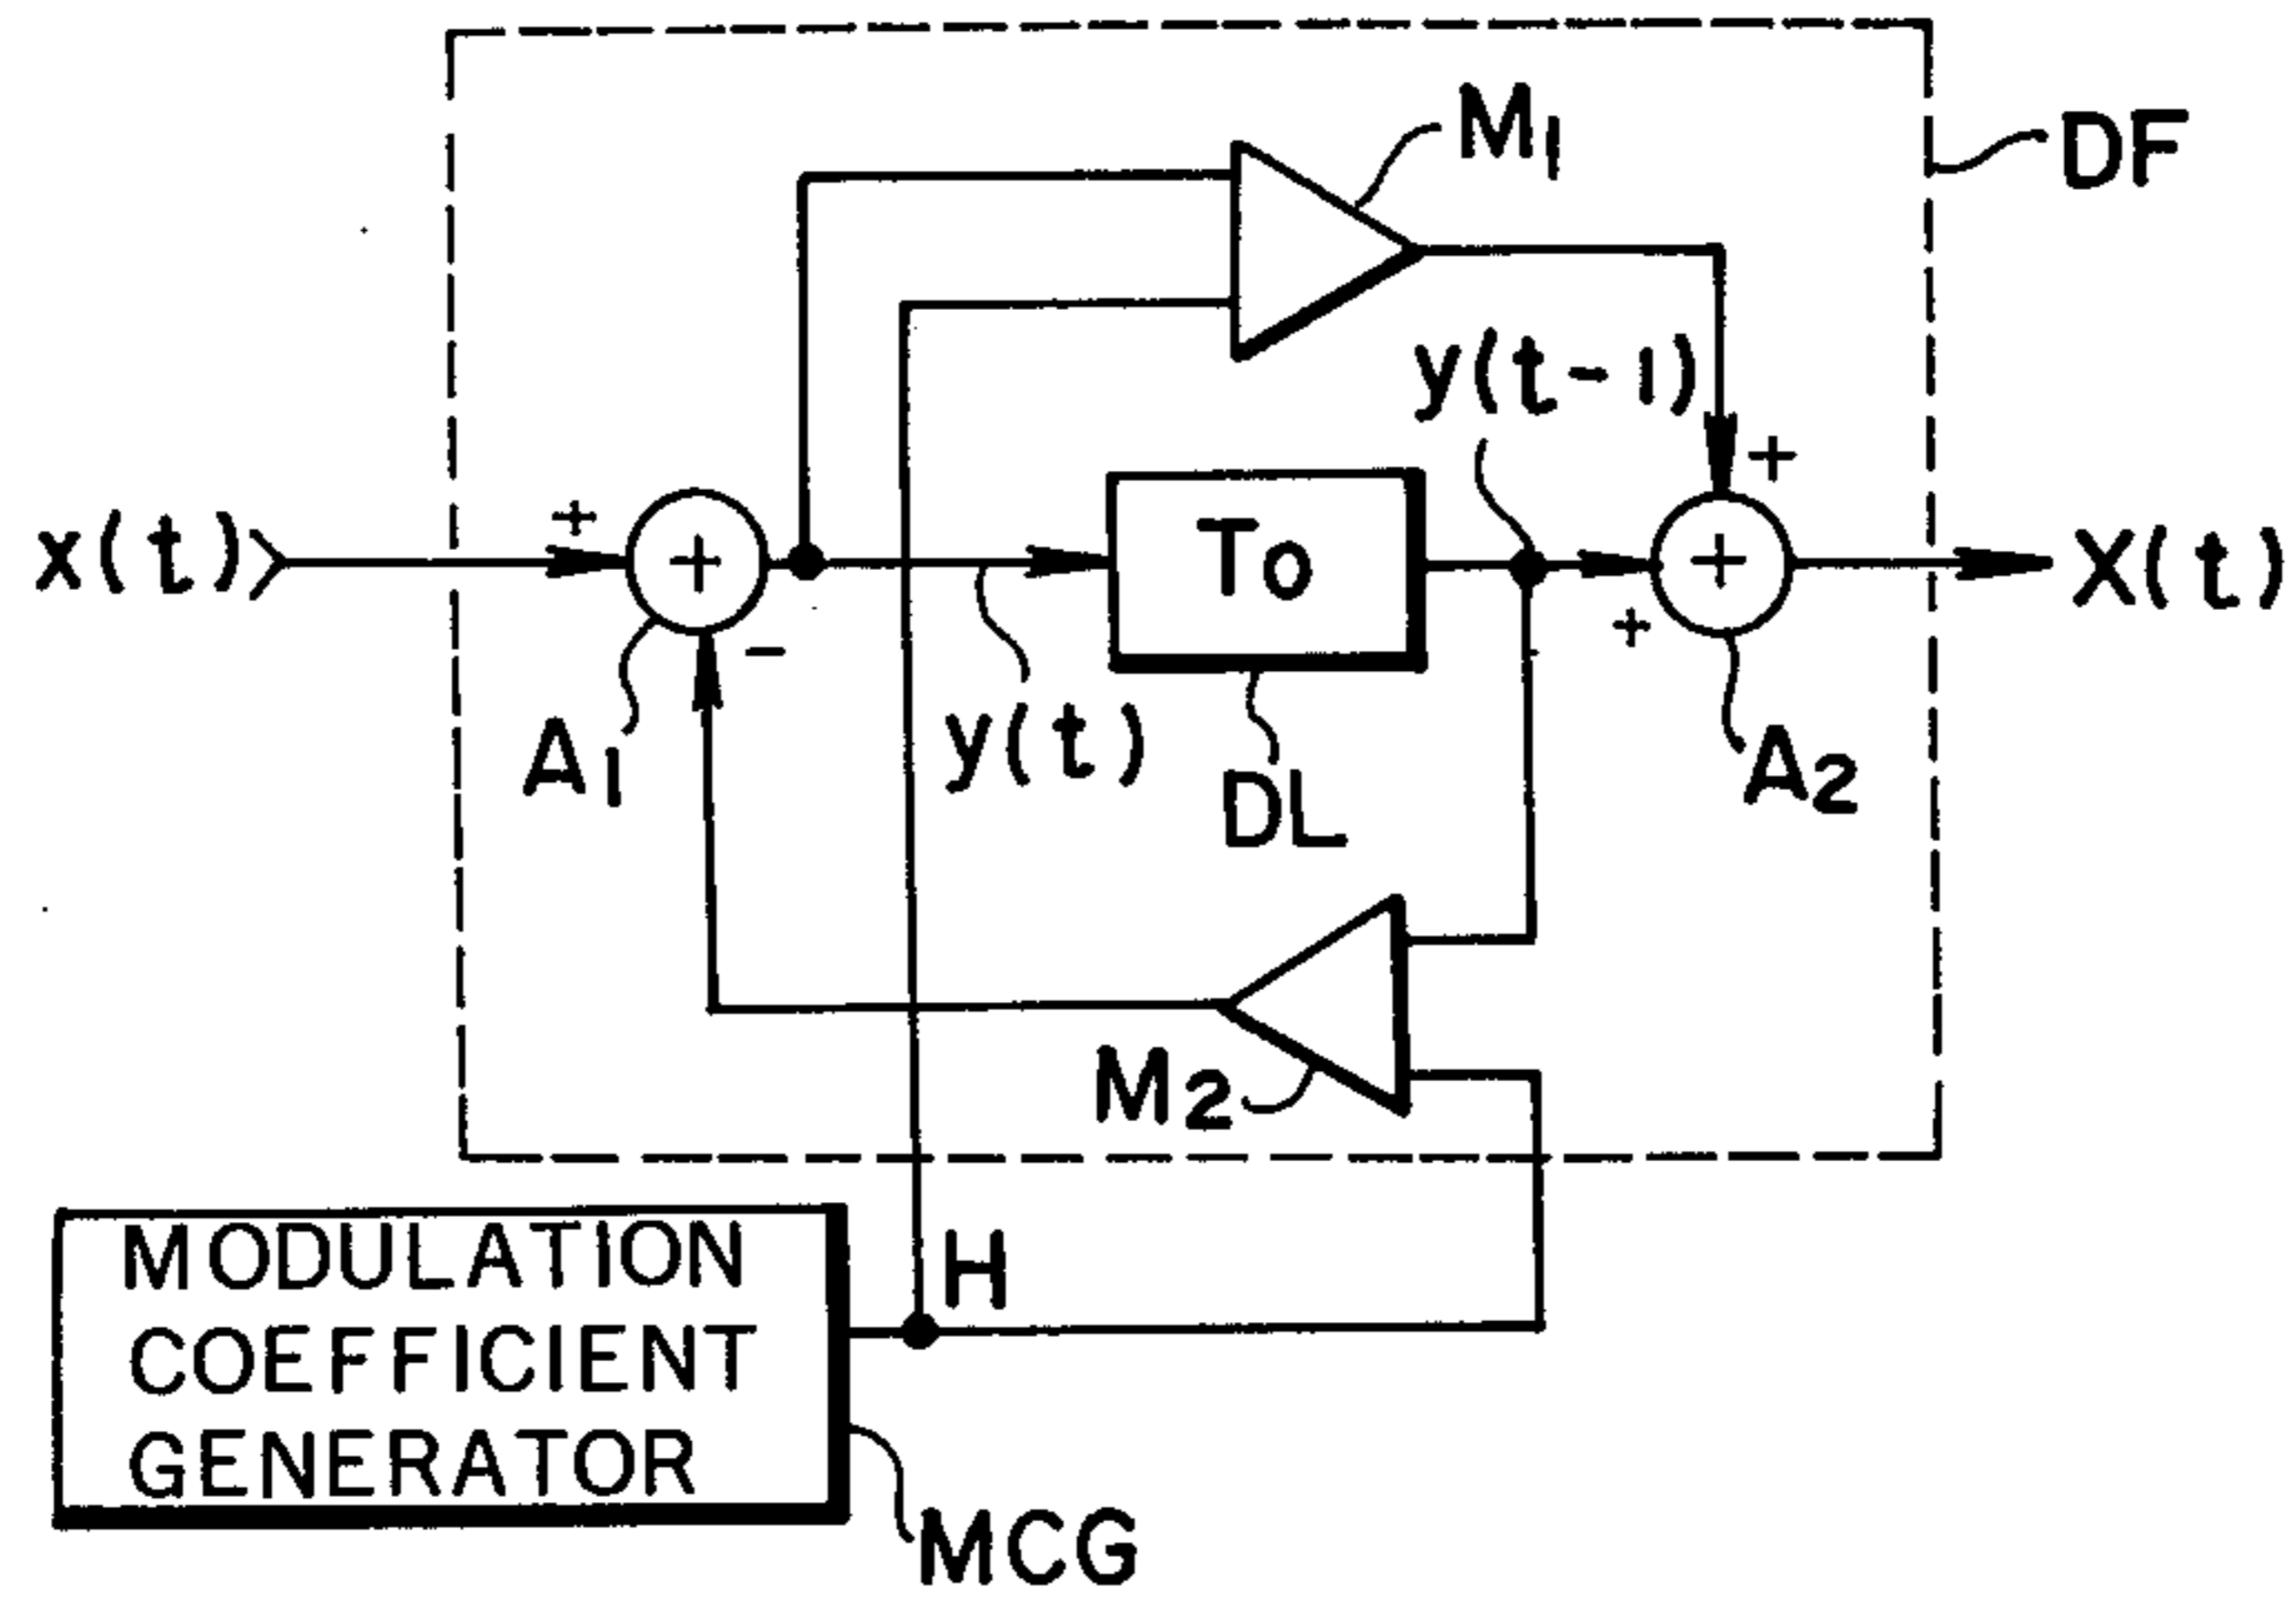 M1
DF
y(t-1)
+
x(t)
+
+
To
+
X(t)
+
-
A1
y(t)
DL
A2
M2
MODULATION
COEFFICIENT
GENERATOR
H
MCG